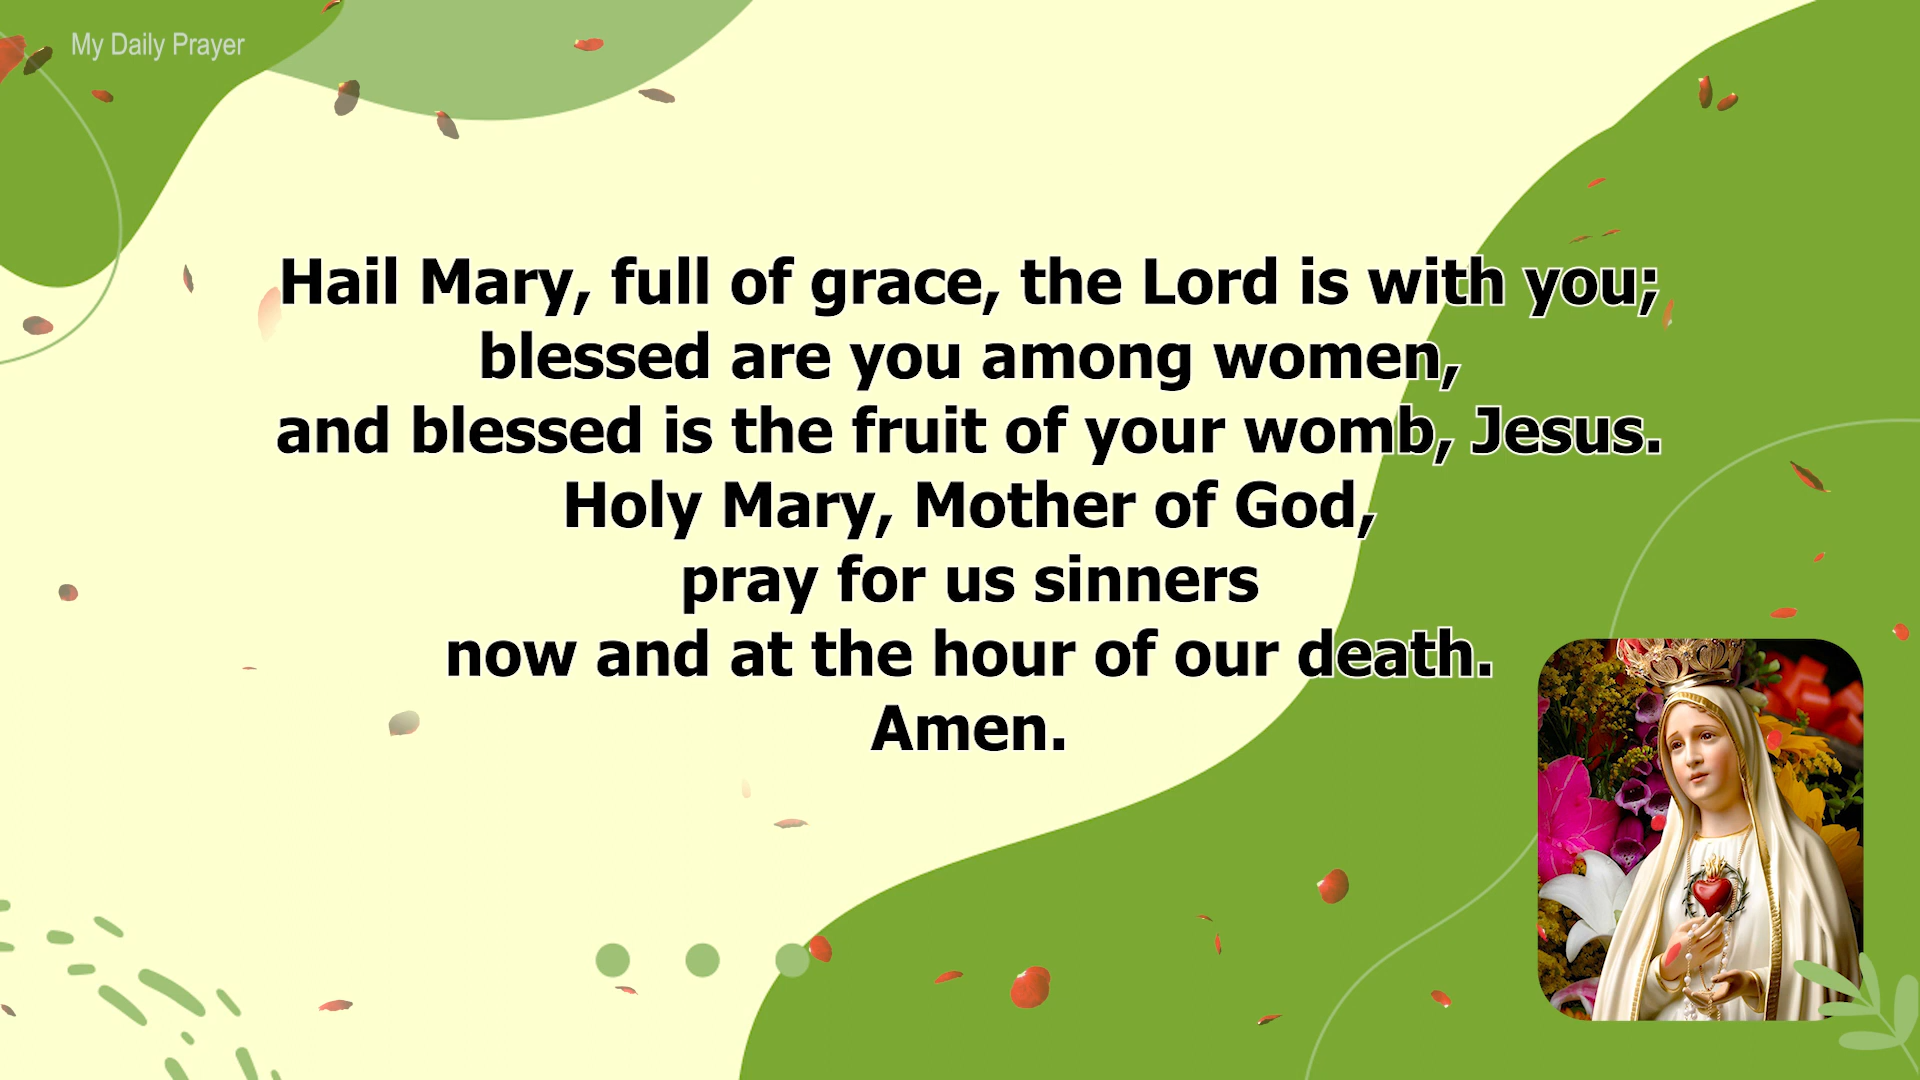 My Daily Prayer
Hail Mary, full of grace, the Lord is with you;
blessed are you among women,
and blessed is the fruit of your womb, Jesus.
Holy Mary, Mother of God,
pray for us sinners
now and at the hour of our death.
Amen.